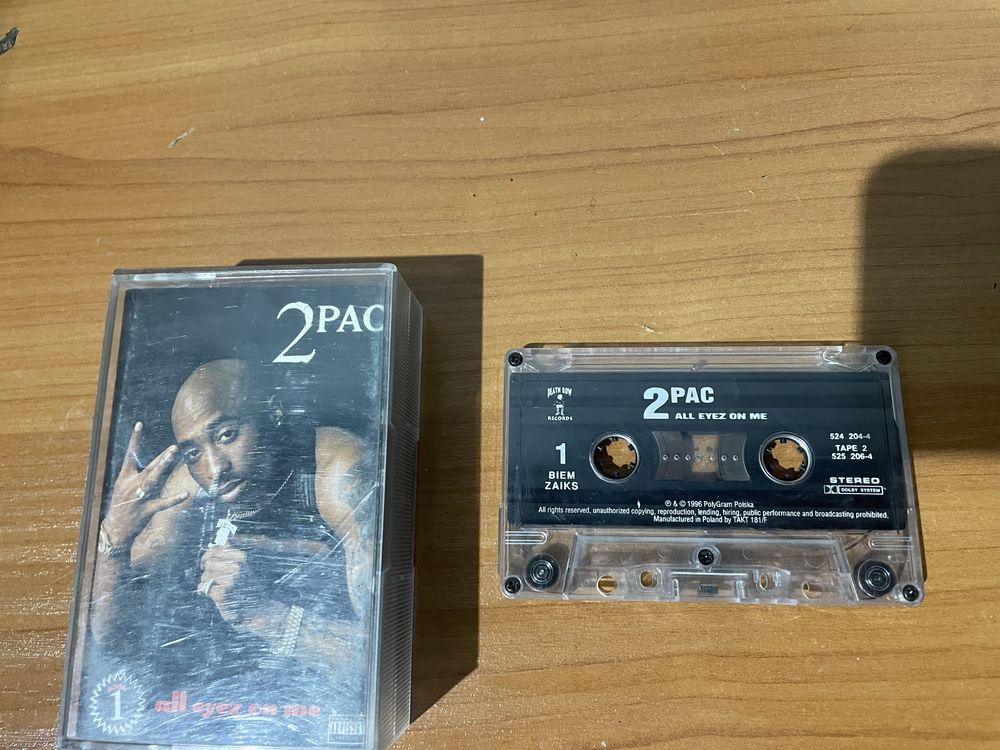 2PAC
1
all eyez on me
DEATH ROW
RECORDS
2PAC
ALL EYEZ ON ME
1
BIEM
ZAIKS
524 204-4
TAPE 2
525 206-4
STEREO
DOLBY SYSTEM
℗ & © 1996 PolyGram Polska
All rights reserved, unauthorized copying, reproduction, lending, hiring, public performance and broadcasting prohibited.
Manufactured in Poland by TAKT 181/F